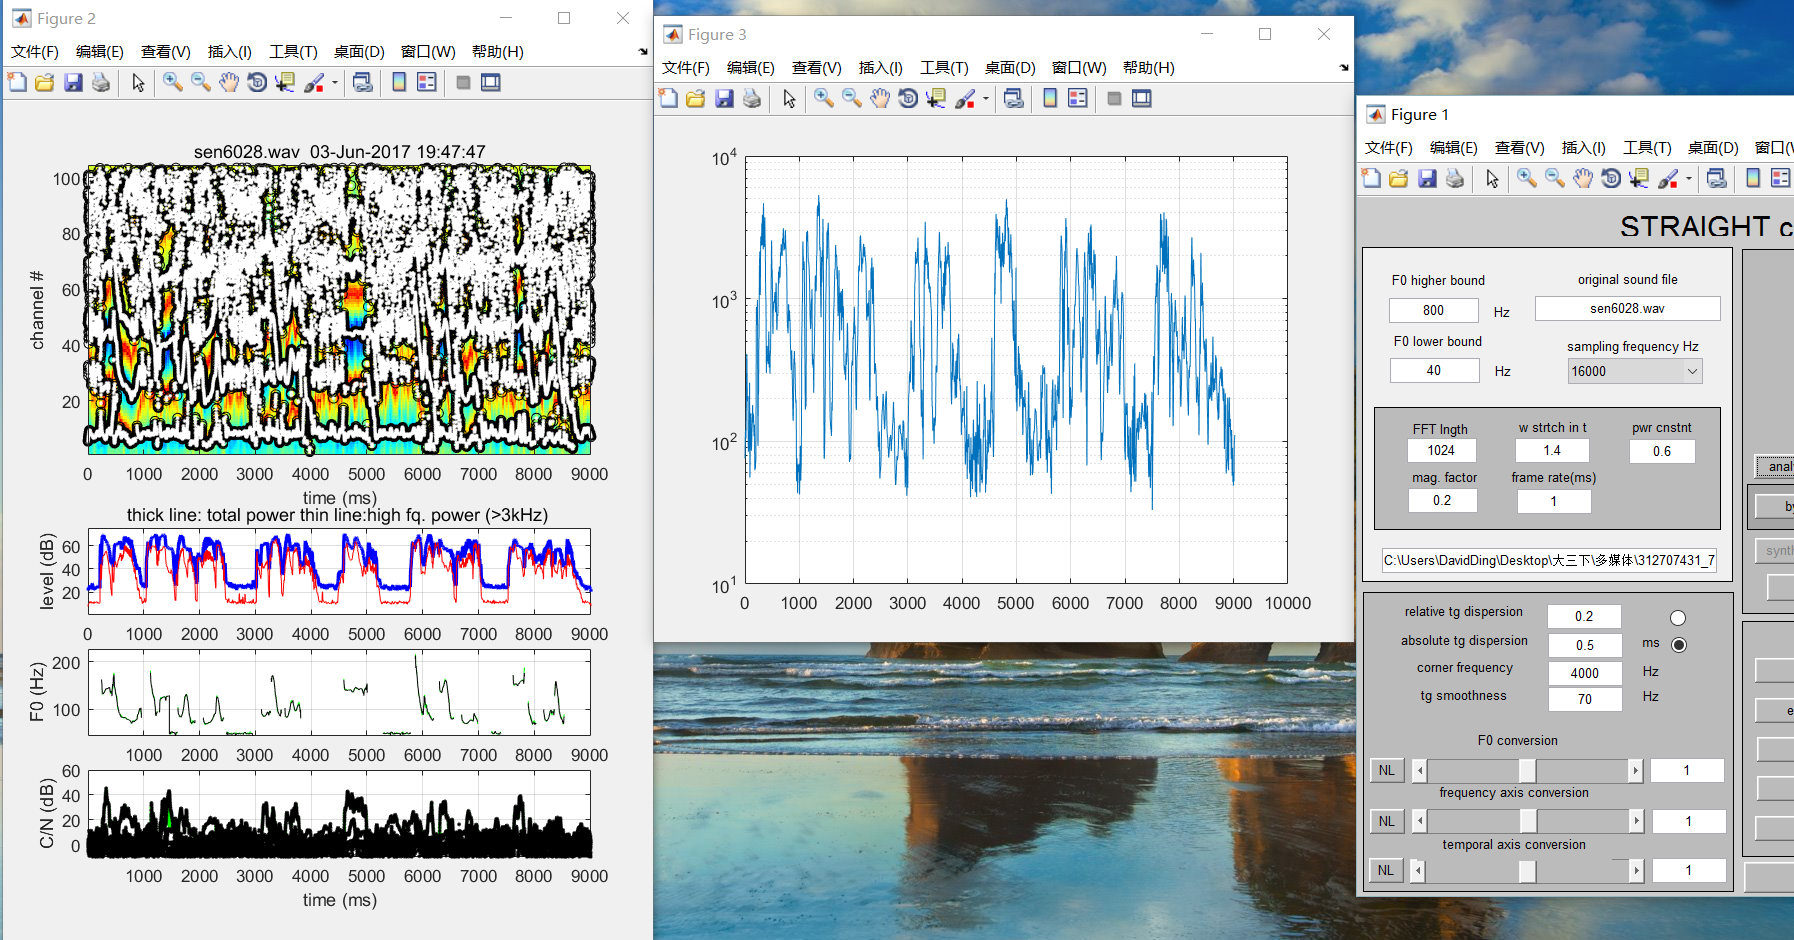 Figure 2
文件(F) 编辑(E) 查看(V) 插入(I) 工具(T) 桌面(D) 窗口(W) 帮助(H)
sen6028.wav 03-Jun-2017 19:47:47
100
80
60
40
20
channel #
0 1000 2000 3000 4000 5000 6000 7000 8000 9000
time (ms)
thick line: total power thin line:high fq. power (>3kHz)
60
40
20
level (dB)
0 1000 2000 3000 4000 5000 6000 7000 8000 9000
200
100
F0 (Hz)
1000 2000 3000 4000 5000 6000 7000 8000 9000
60
40
20
0
C/N (dB)
1000 2000 3000 4000 5000 6000 7000 8000 9000
time (ms)
Figure 3
文件(F) 编辑(E) 查看(V) 插入(I) 工具(T) 桌面(D) 窗口(W) 帮助(H)
10⁴
10³
10²
10¹
0 1000 2000 3000 4000 5000 6000 7000 8000 9000 10000
Figure 1
文件(F) 编辑(E) 查看(V) 插入(I) 工具(T) 桌面(D) 窗口(
STRAIGHT c
F0 higher bound original sound file
800 Hz sen6028.wav
F0 lower bound sampling frequency Hz
40 Hz 16000
FFT lngth w strtch in t pwr cnstnt
1024 1.4 0.6
mag. factor frame rate(ms)
0.2 1
C:\Users\DavidDing\Desktop\大三下\多媒体\312707431_7
relative tg dispersion 0.2
absolute tg dispersion 0.5 ms
corner frequency 4000 Hz
tg smoothness 70 Hz
F0 conversion
NL 1
frequency axis conversion
NL 1
temporal axis conversion
NL 1
anal
by
synth
e